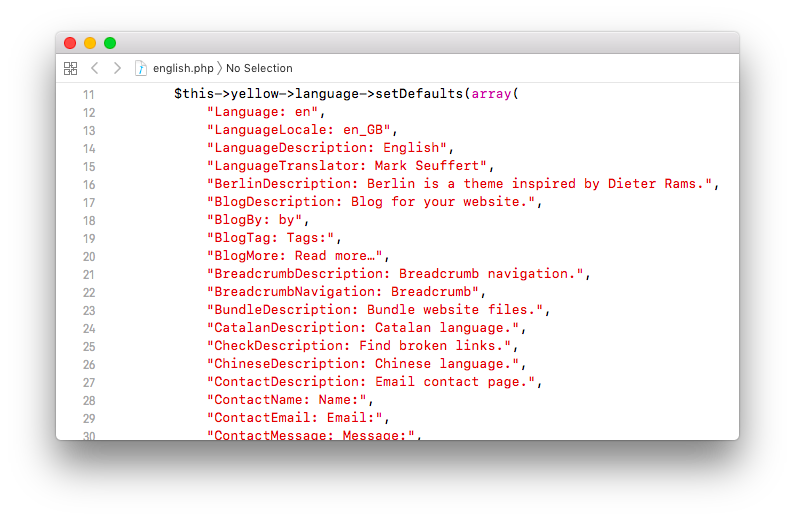 english.php 〉No Selection
11 $this->yellow->language->setDefaults(array(
12 "Language: en",
13 "LanguageLocale: en_GB",
14 "LanguageDescription: English",
15 "LanguageTranslator: Mark Seuffert",
16 "BerlinDescription: Berlin is a theme inspired by Dieter Rams.",
17 "BlogDescription: Blog for your website.",
18 "BlogBy: by",
19 "BlogTag: Tags:",
20 "BlogMore: Read more…",
21 "BreadcrumbDescription: Breadcrumb navigation.",
22 "BreadcrumbNavigation: Breadcrumb",
23 "BundleDescription: Bundle website files.",
24 "CatalanDescription: Catalan language.",
25 "CheckDescription: Find broken links.",
26 "ChineseDescription: Chinese language.",
27 "ContactDescription: Email contact page.",
28 "ContactName: Name:",
29 "ContactEmail: Email:",
30 "ContactMessage: Message:",